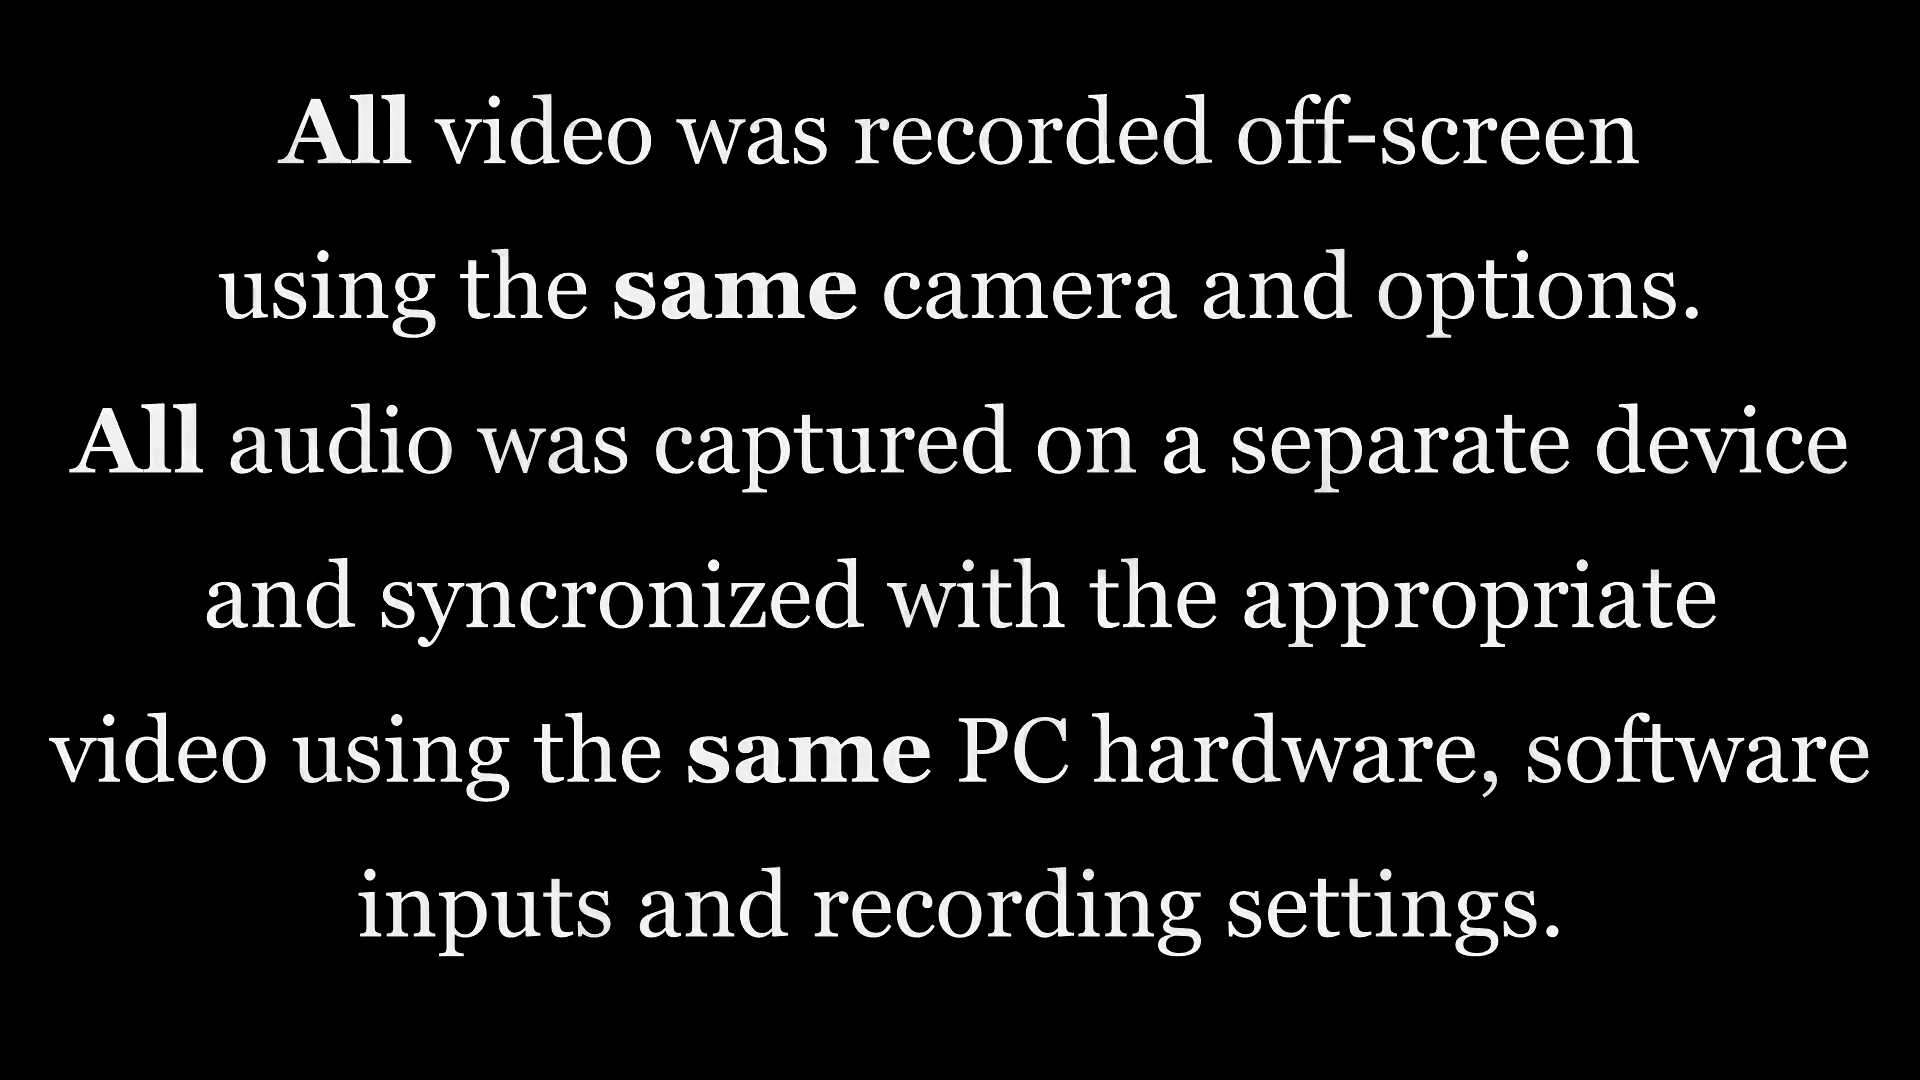 All video was recorded off-screen
using the same camera and options.
All audio was captured on a separate device
and syncronized with the appropriate
video using the same PC hardware, software
inputs and recording settings.